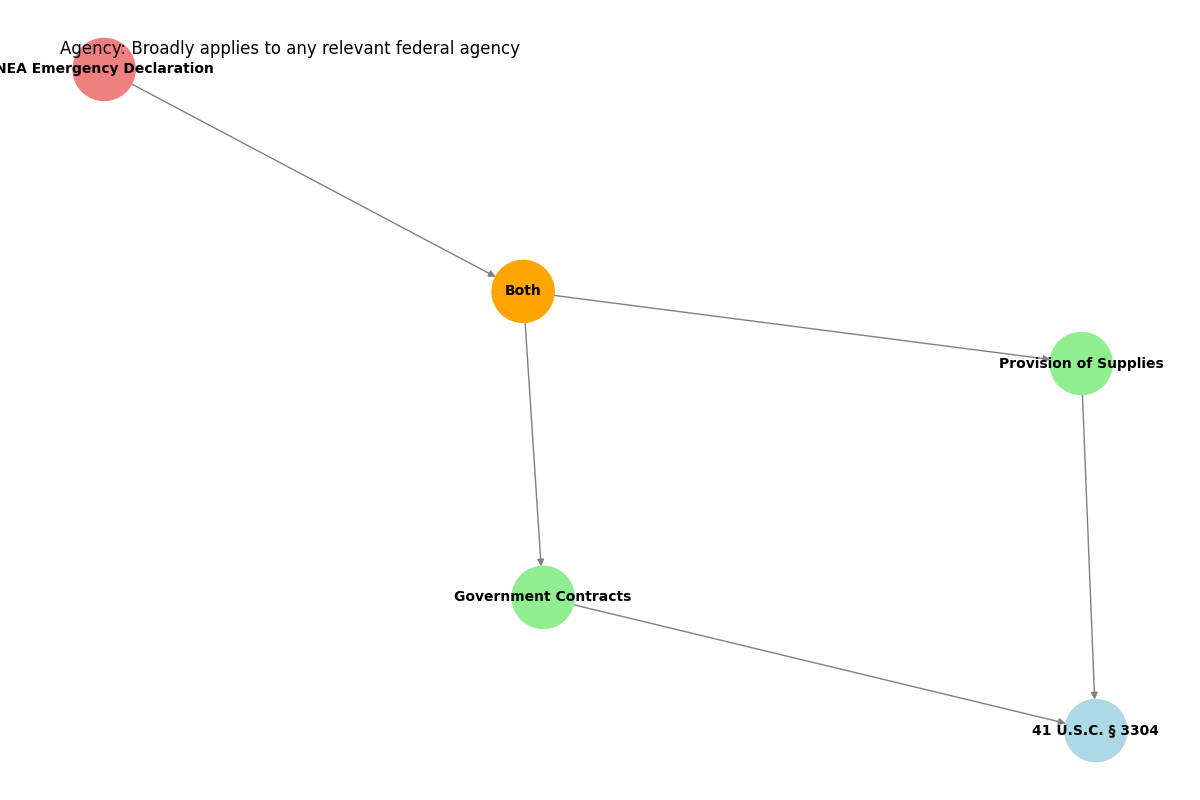 Agency: Broadly applies to any relevant federal agency
NEA Emergency Declaration
Both
Provision of Supplies
Government Contracts
41 U.S.C. § 3304